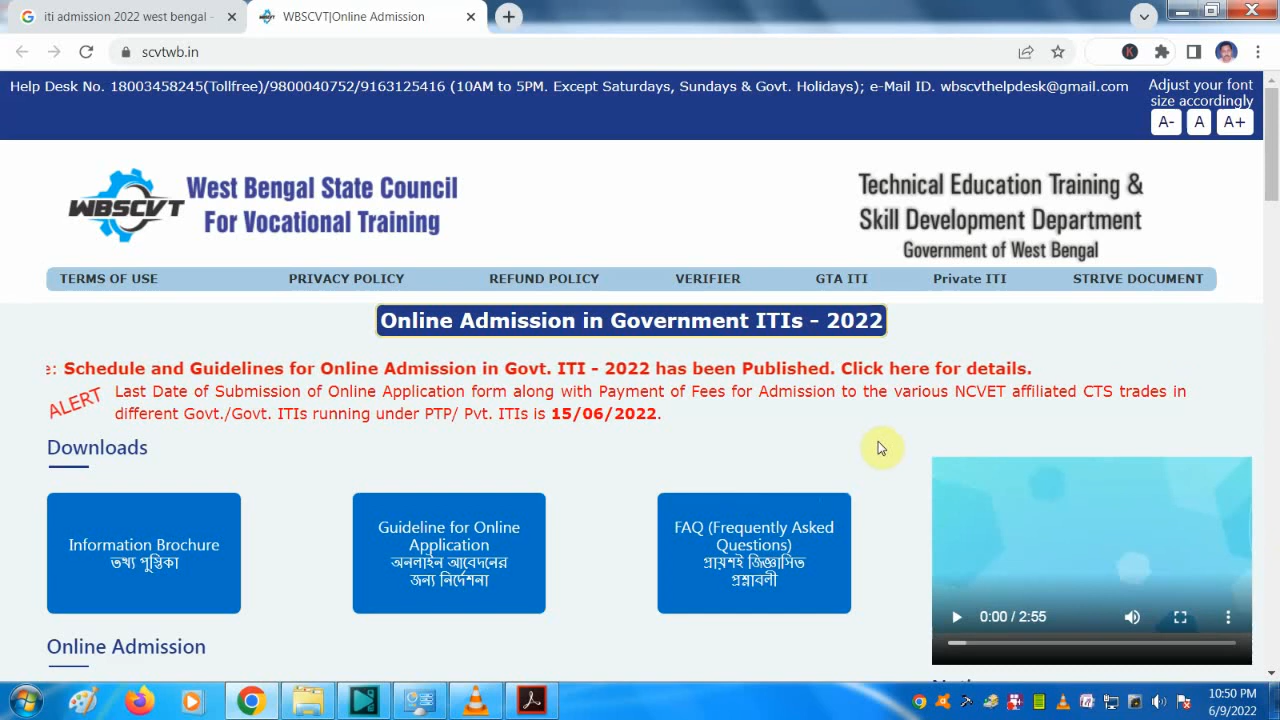 iti admission 2022 west bengal -
WBSCVT|Online Admission
scvtwb.in
K
Help Desk No. 18003458245(Tollfree)/9800040752/9163125416 (10AM to 5PM. Except Saturdays, Sundays & Govt. Holidays); e-Mail ID. wbscvthelpdesk@gmail.com
Adjust your font
size accordingly
A- A A+
WBSCVT
West Bengal State Council
For Vocational Training
Technical Education Training &
Skill Development Department
Government of West Bengal
TERMS OF USE PRIVACY POLICY REFUND POLICY VERIFIER GTA ITI Private ITI STRIVE DOCUMENT
Online Admission in Government ITIs - 2022
e: Schedule and Guidelines for Online Admission in Govt. ITI - 2022 has been Published. Click here for details.
ALERT
Last Date of Submission of Online Application form along with Payment of Fees for Admission to the various NCVET affiliated CTS trades in
different Govt./Govt. ITIs running under PTP/ Pvt. ITIs is 15/06/2022.
Downloads
Information Brochure
তথ্য পুস্তিকা
Guideline for Online
Application
অনলাইন আবেদনের
জন্য নির্দেশনা
FAQ (Frequently Asked
Questions)
প্রায়শই জিজ্ঞাসিত
প্রশ্নাবলী
0:00 / 2:55
Online Admission
10:50 PM
6/9/2022